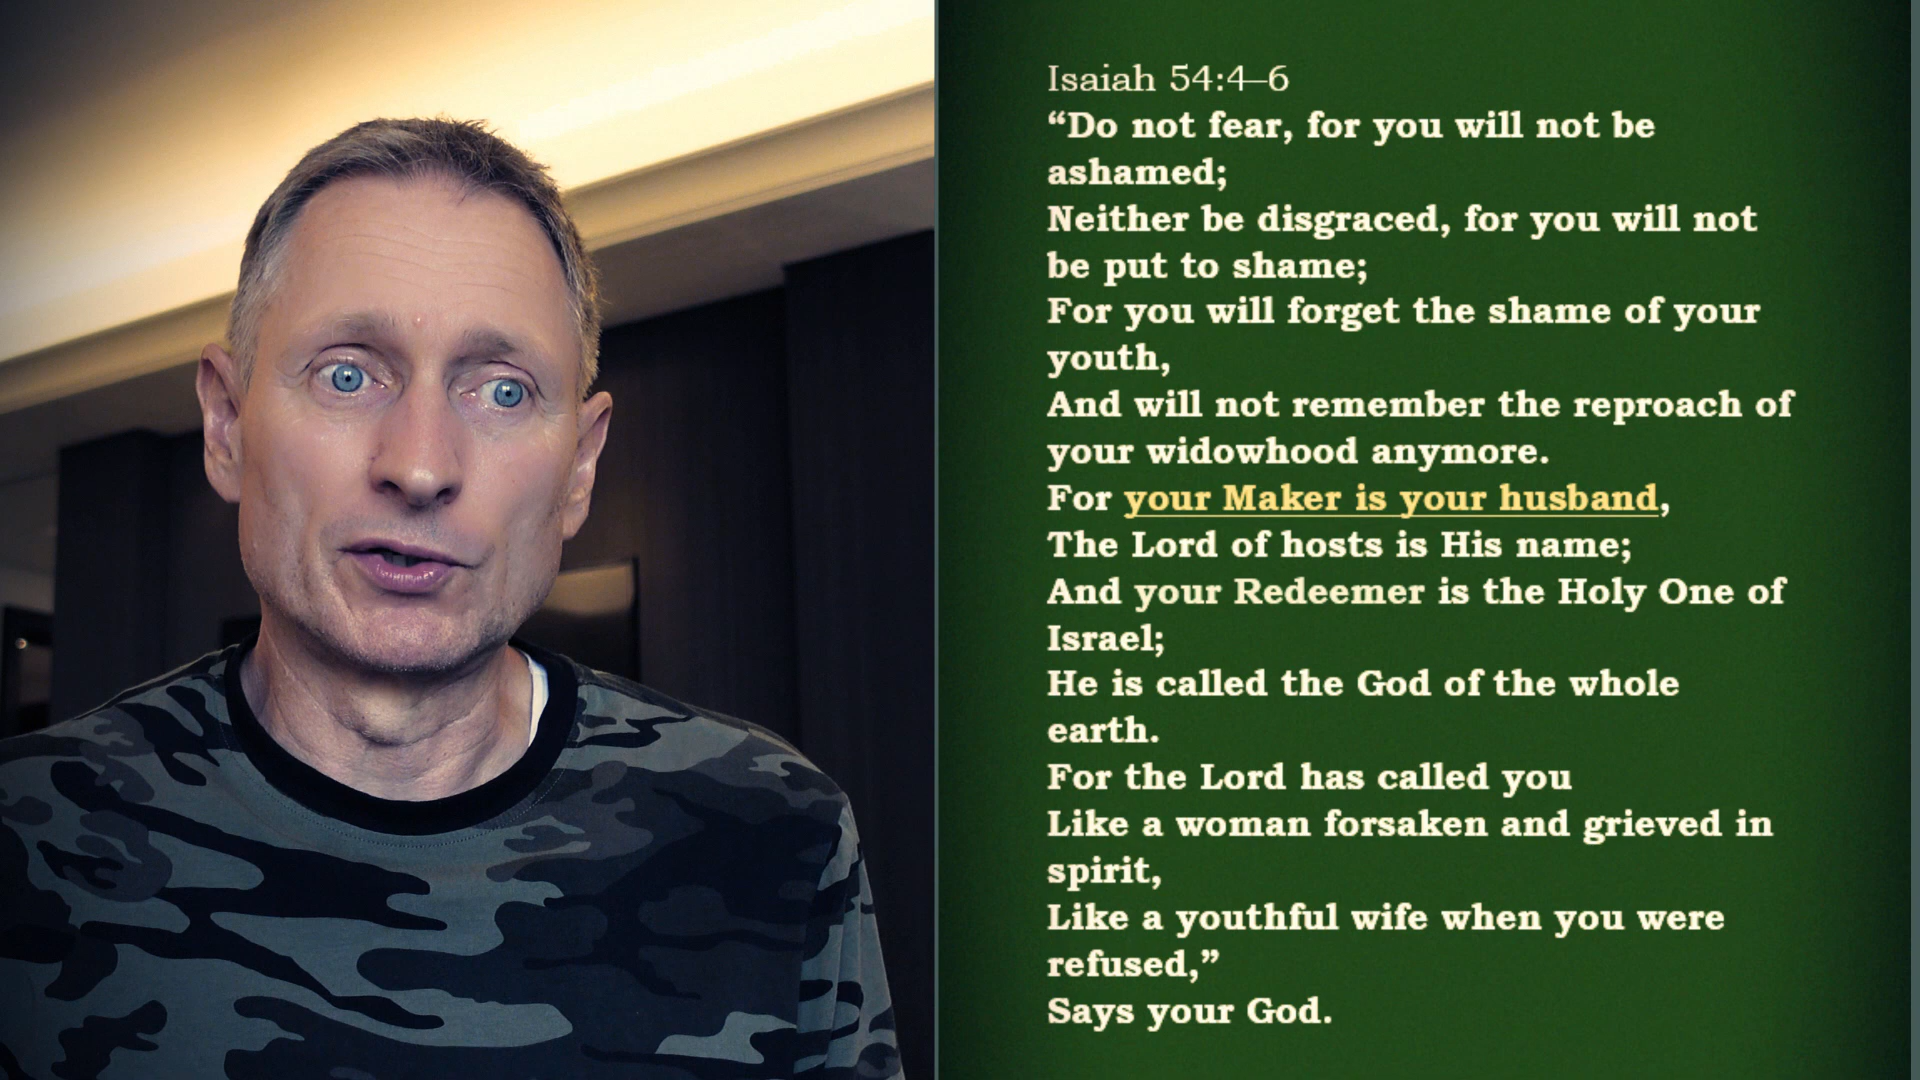 Isaiah 54:4–6
“Do not fear, for you will not be
ashamed;
Neither be disgraced, for you will not
be put to shame;
For you will forget the shame of your
youth,
And will not remember the reproach of
your widowhood anymore.
For your Maker is your husband,
The Lord of hosts is His name;
And your Redeemer is the Holy One of
Israel;
He is called the God of the whole
earth.
For the Lord has called you
Like a woman forsaken and grieved in
spirit,
Like a youthful wife when you were
refused,”
Says your God.